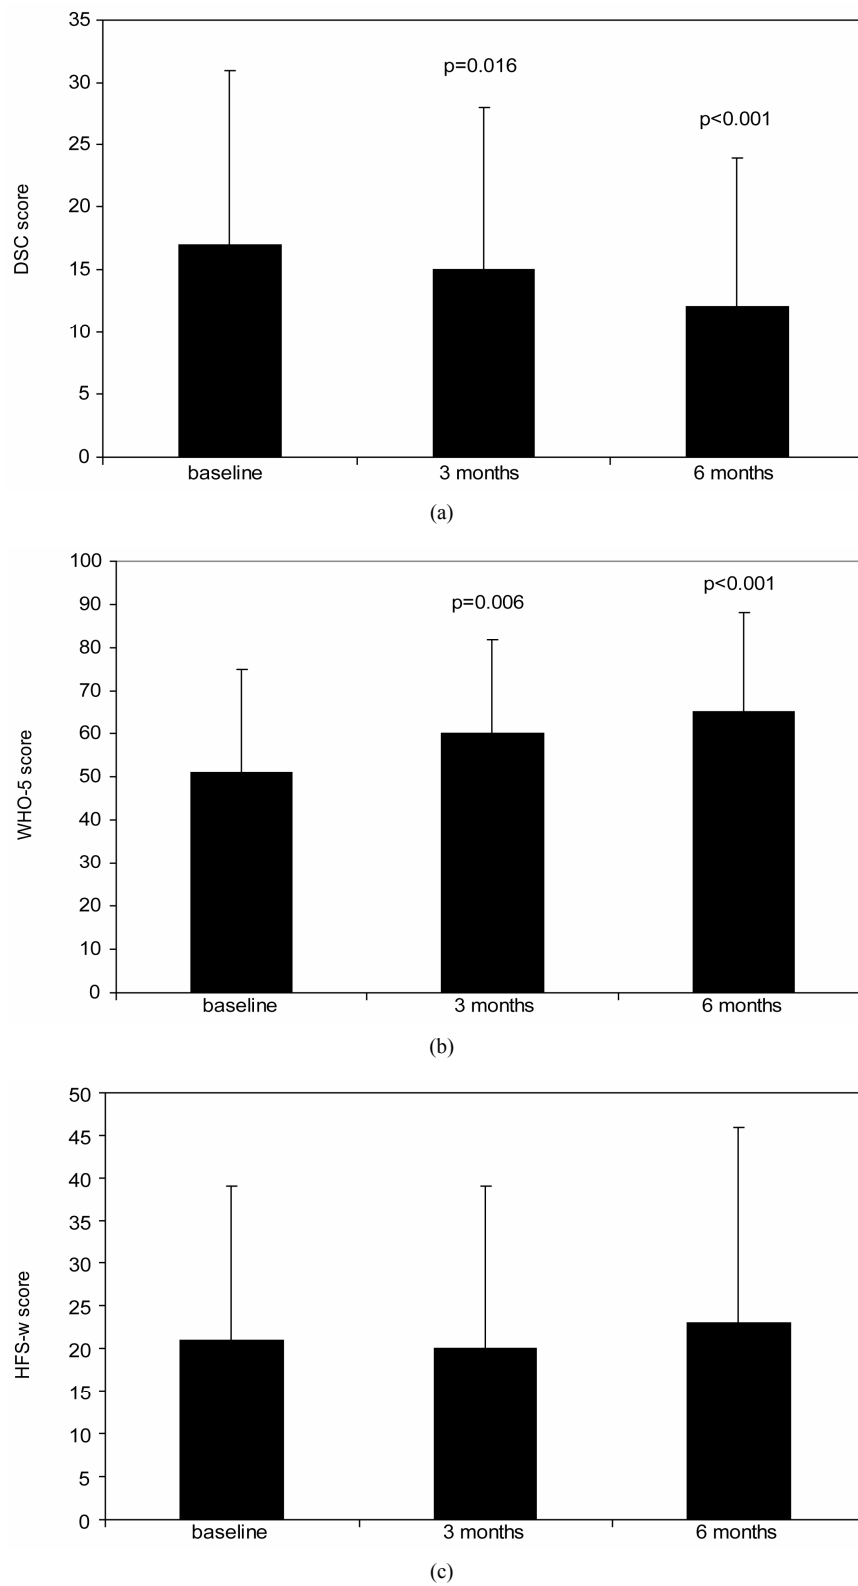 35
30
25
20
15
10
5
0
DSC score
p=0.016
p<0.001
baseline 3 months 6 months
(a)
100
90
80
70
60
50
40
30
20
10
0
WHO-5 score
p=0.006
p<0.001
baseline 3 months 6 months
(b)
50
45
40
35
30
25
20
15
10
5
0
HFS-w score
baseline 3 months 6 months
(c)